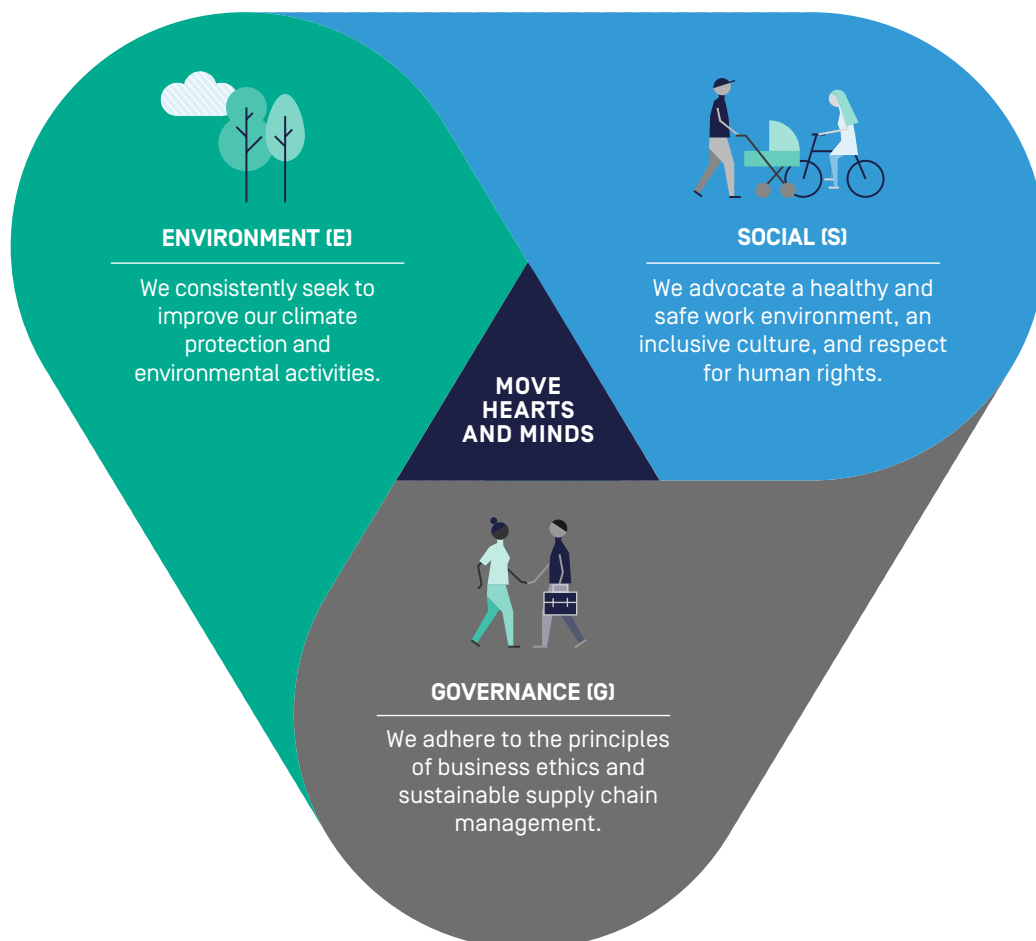 ENVIRONMENT (E)
We consistently seek to
improve our climate
protection and
environmental activities.
SOCIAL (S)
We advocate a healthy and
safe work environment, an
inclusive culture, and respect
for human rights.
MOVE
HEARTS
AND MINDS
GOVERNANCE (G)
We adhere to the principles
of business ethics and
sustainable supply chain
management.